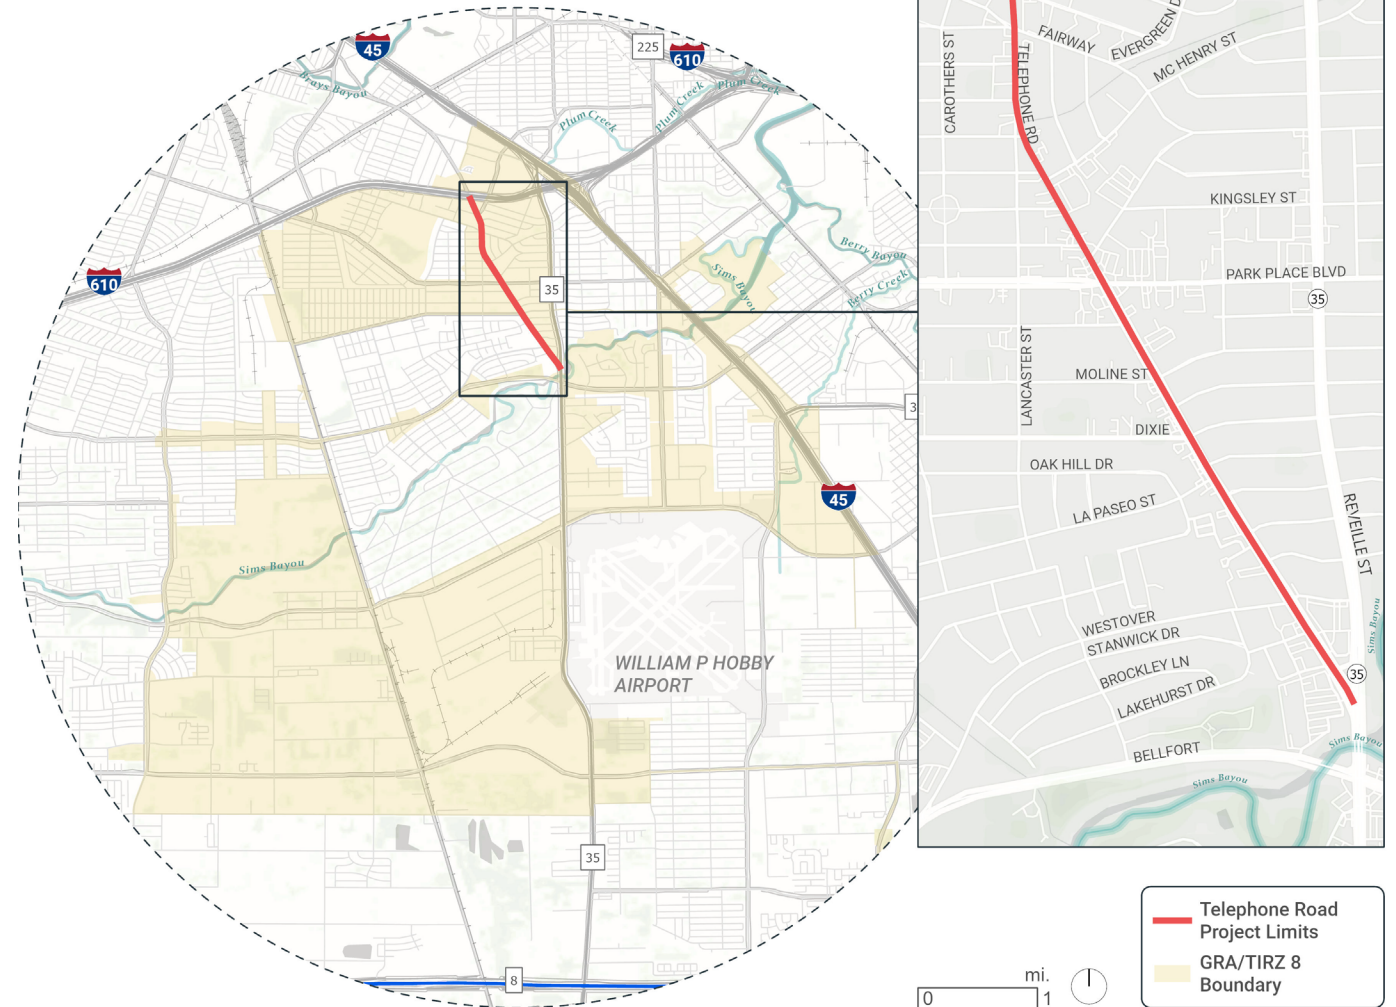 45
225
610
Brays Bayou
Plum Creek
Plum Creek
Plum Creek
Berry Bayou
Sims Bayou
Berry Creek
610
35
3
45
Sims Bayou
WILLIAM P HOBBY
AIRPORT
35
8
CAROTHERS ST
FAIRWAY
EVERGREEN D
MC HENRY ST
TELEPHONE RD
KINGSLEY ST
PARK PLACE BLVD
35
LANCASTER ST
MOLINE ST
DIXIE
OAK HILL DR
LA PASEO ST
REVEILLE ST
WESTOVER
STANWICK DR
BROCKLEY LN
LAKEHURST DR
Sims Bayou
35
BELLFORT
Sims Bayou
Sims Bayou
Telephone Road
Project Limits
GRA/TIRZ 8
Boundary
mi.
0 1